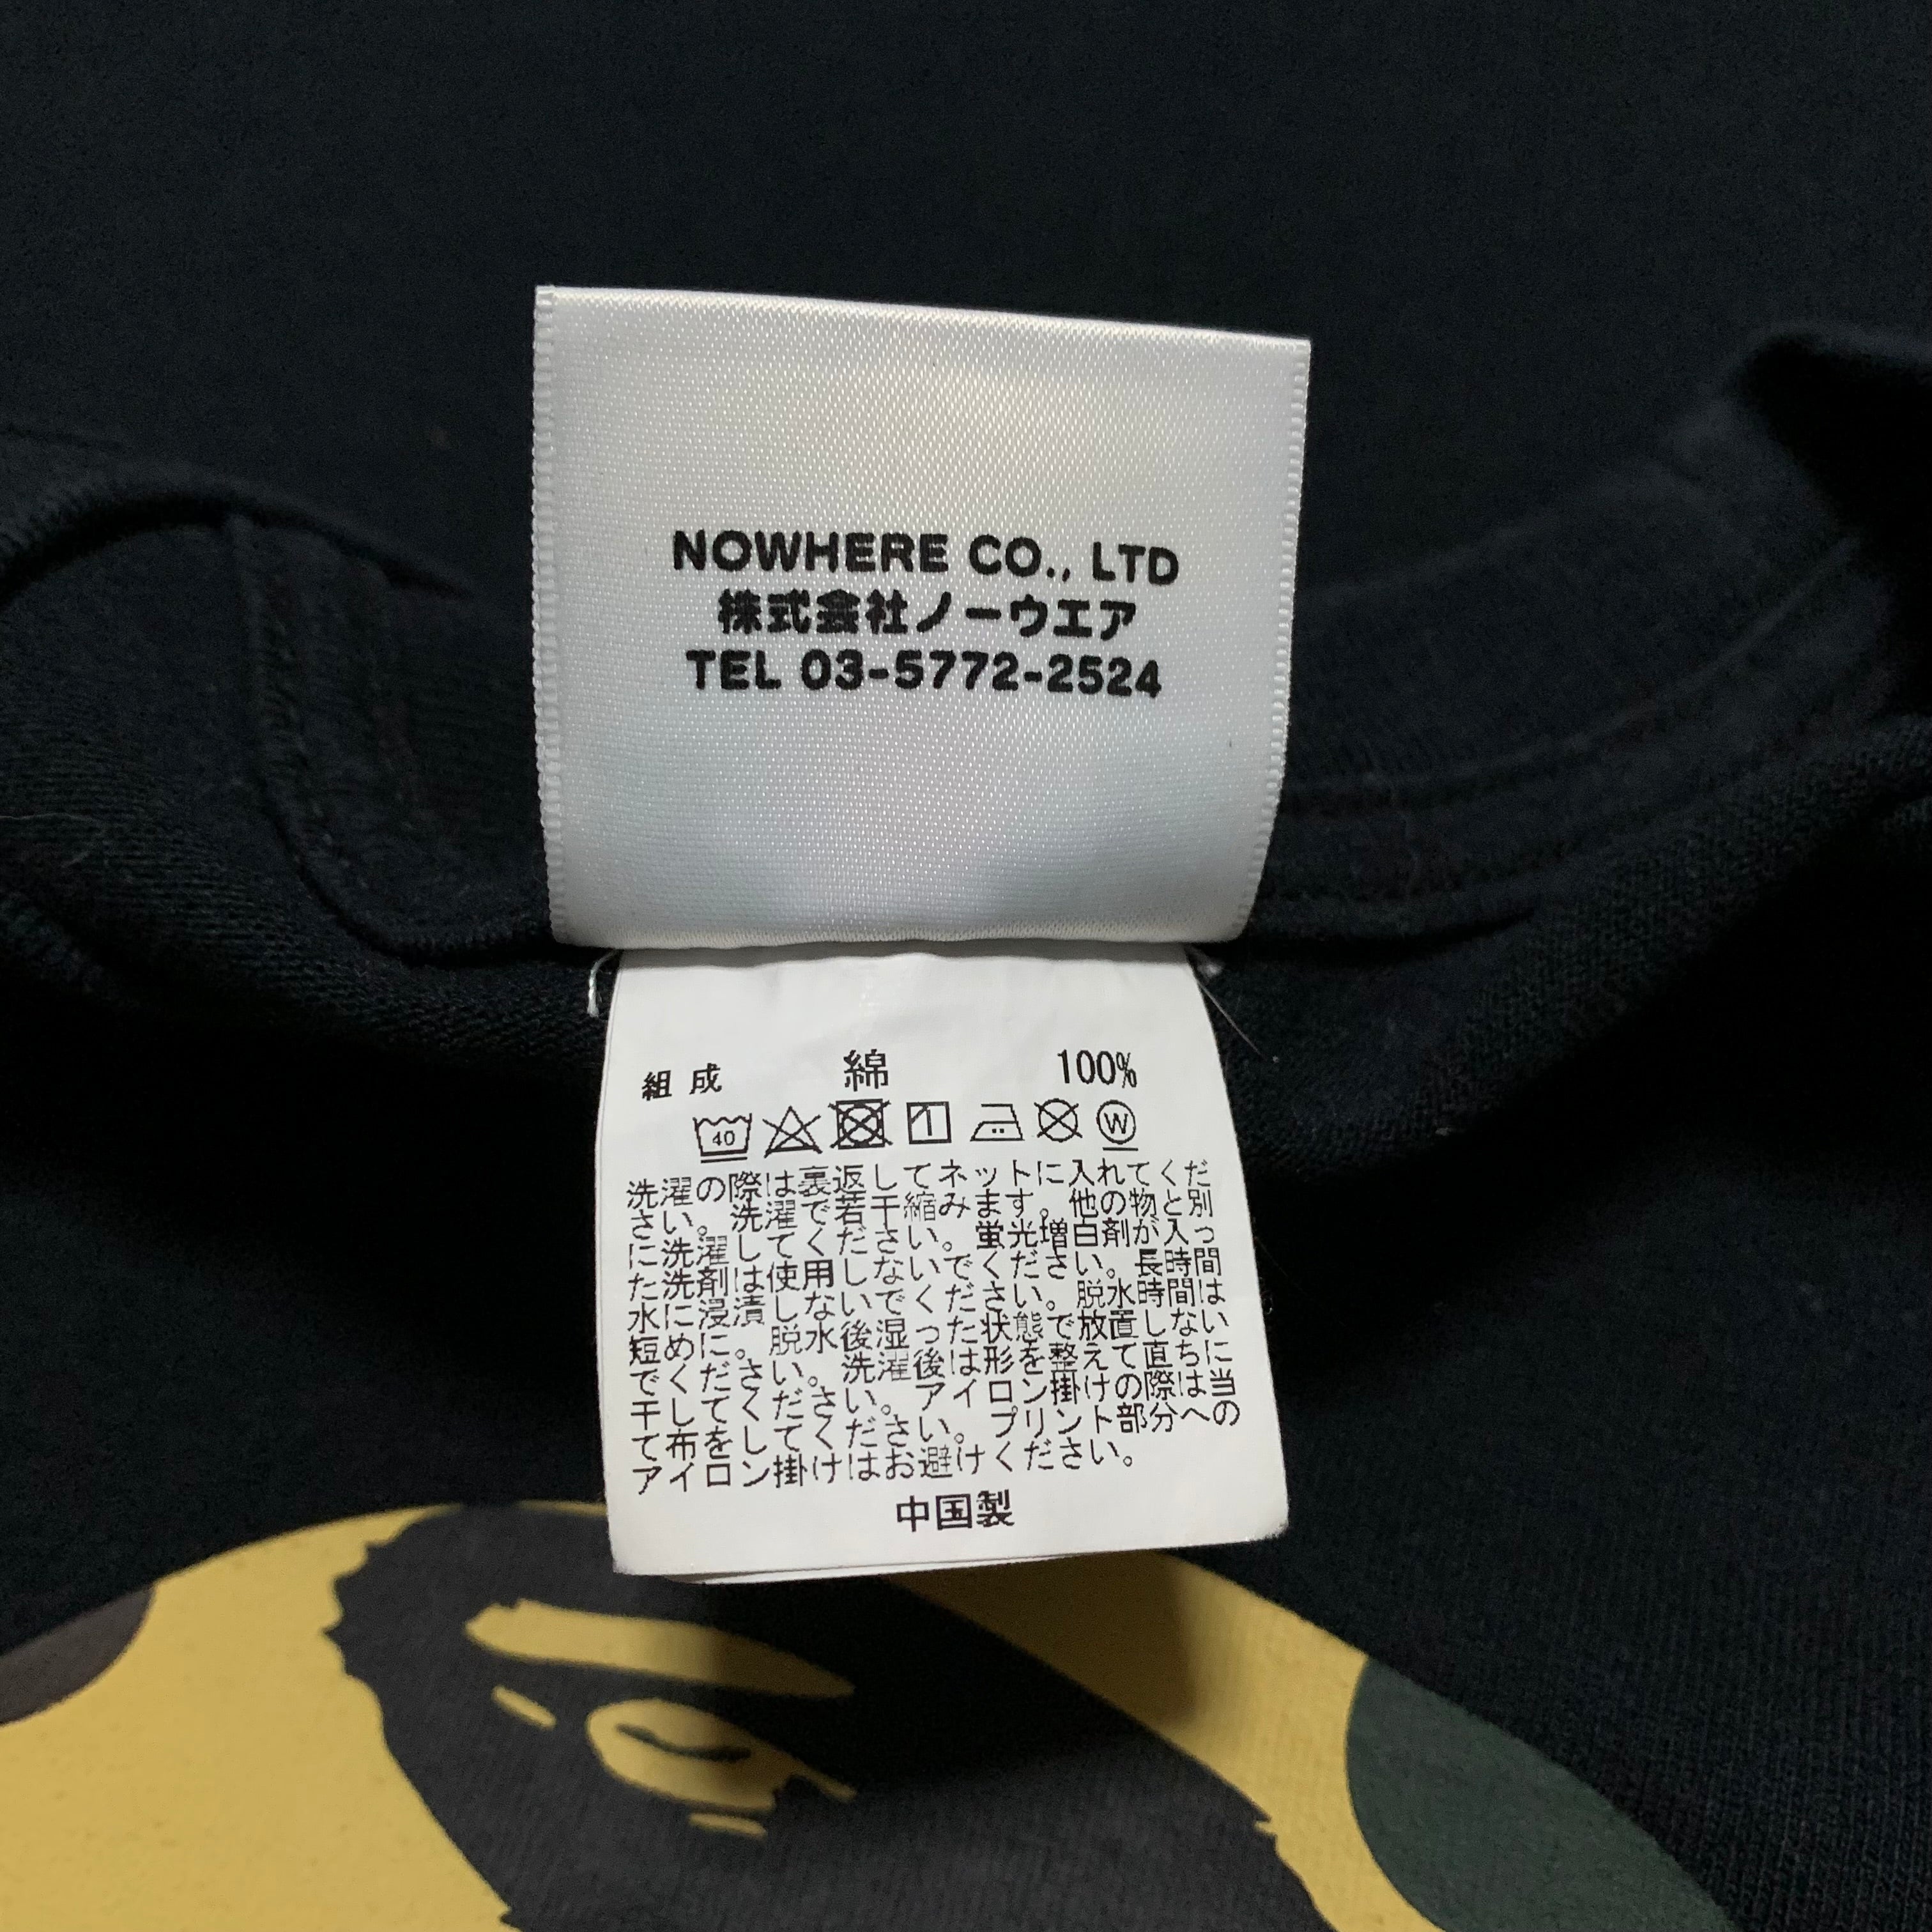 NOWHERE CO., LTD
株式会社ノーウエア
TEL 03-5772-2524
組成 綿 100%
40 W
洗濯の際は裏返してネットに入れてくだ
さい。洗濯で若干縮みます。他の物と別
に洗濯してください。蛍光増白剤が入っ
た洗剤は使用しないでください。長時間
水に浸漬しないでください。脱水時間は
短めに。脱水後湿った状態で放置しない
でください。洗濯後は形を整えて直ちに
干してください。アイロン掛けの際は当
て布をしてください。プリント部分への
アイロン掛けはお避けください。
中国製